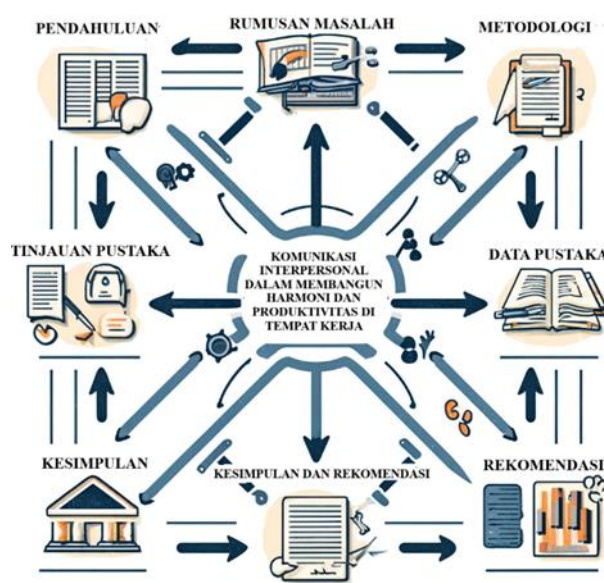 PENDAHULUAN
RUMUSAN MASALAH
METODOLOGI
TINJAUAN PUSTAKA
KOMUNIKASI
INTERPERSONAL
DALAM MEMBANGUN
HARMONI DAN
PRODUKTIVITAS DI
TEMPAT KERJA
DATA PUSTAKA
KESIMPULAN
KESIMPULAN DAN REKOMENDASI
REKOMENDASI